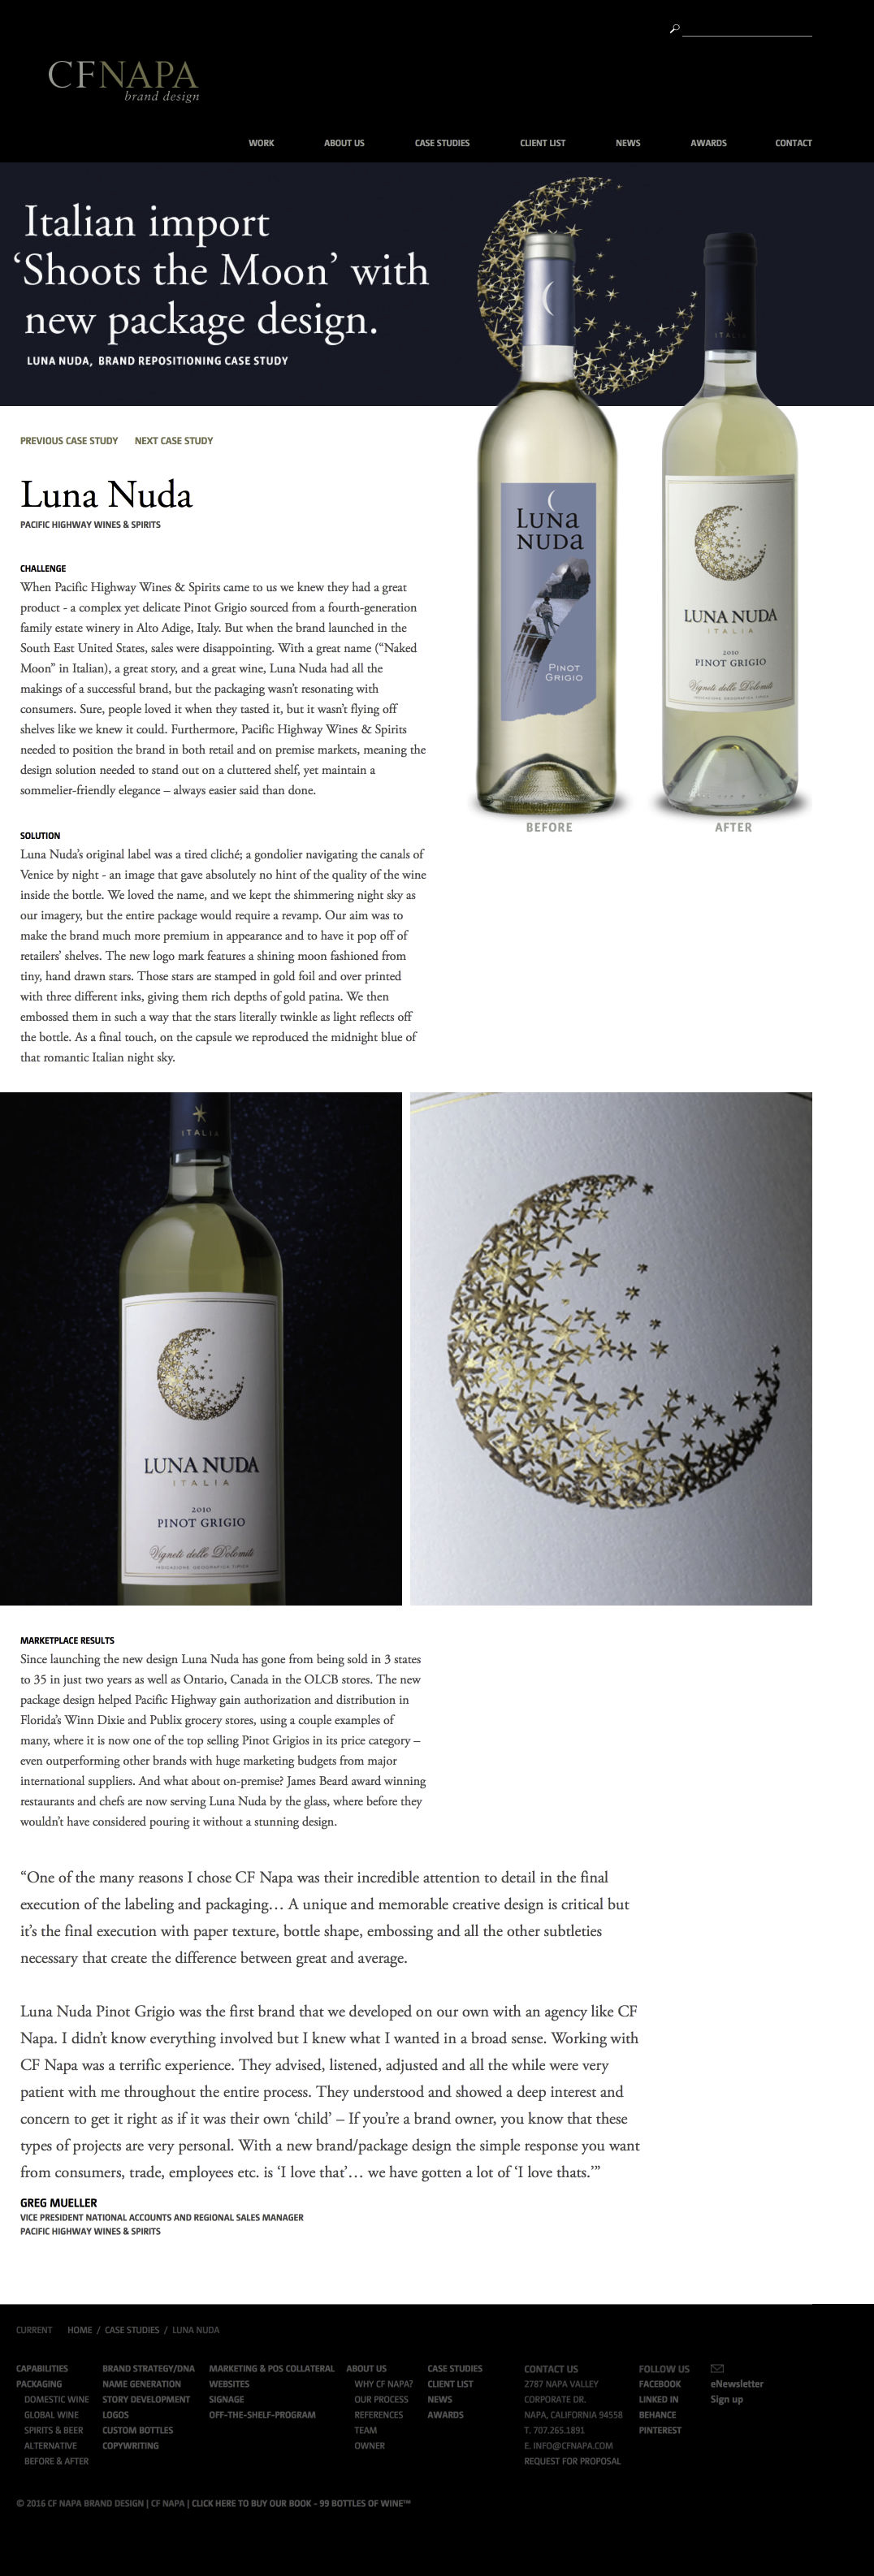 CFNAPA
brand design
WORK ABOUT US CASE STUDIES CLIENT LIST NEWS AWARDS CONTACT
Italian import
‘Shoots the Moon’ with
new package design.
LUNA NUDA, BRAND REPOSITIONING CASE STUDY
ITALIA
PREVIOUS CASE STUDY NEXT CASE STUDY
Luna Nuda
PACIFIC HIGHWAY WINES & SPIRITS
CHALLENGE
When Pacific Highway Wines & Spirits came to us we knew they had a great
product - a complex yet delicate Pinot Grigio sourced from a fourth-generation
family estate winery in Alto Adige, Italy. But when the brand launched in the
South East United States, sales were disappointing. With a great name (“Naked
Moon” in Italian), a great story, and a great wine, Luna Nuda had all the
makings of a successful brand, but the packaging wasn’t resonating with
consumers. Sure, people loved it when they tasted it, but it wasn’t flying off
shelves like we knew it could. Furthermore, Pacific Highway Wines & Spirits
needed to position the brand in both retail and on premise markets, meaning the
design solution needed to stand out on a cluttered shelf, yet maintain a
sommelier-friendly elegance – always easier said than done.
LUNA
NUDA
PINOT
GRIGIO
LUNA NUDA
ITALIA
2010
PINOT GRIGIO
Vigneti delle Dolomiti
INDICAZIONE GEOGRAFICA TIPICA
BEFORE AFTER
SOLUTION
Luna Nuda’s original label was a tired cliché; a gondolier navigating the canals of
Venice by night - an image that gave absolutely no hint of the quality of the wine
inside the bottle. We loved the name, and we kept the shimmering night sky as
our imagery, but the entire package would require a revamp. Our aim was to
make the brand much more premium in appearance and to have it pop off of
retailers’ shelves. The new logo mark features a shining moon fashioned from
tiny, hand drawn stars. Those stars are stamped in gold foil and over printed
with three different inks, giving them rich depths of gold patina. We then
embossed them in such a way that the stars literally twinkle as light reflects off
the bottle. As a final touch, on the capsule we reproduced the midnight blue of
that romantic Italian night sky.
ITALIA
LUNA NUDA
ITALIA
2010
PINOT GRIGIO
Vigneti delle Dolomiti
INDICAZIONE GEOGRAFICA TIPICA
MARKETPLACE RESULTS
Since launching the new design Luna Nuda has gone from being sold in 3 states
to 35 in just two years as well as Ontario, Canada in the OLCB stores. The new
package design helped Pacific Highway gain authorization and distribution in
Florida’s Winn Dixie and Publix grocery stores, using a couple examples of
many, where it is now one of the top selling Pinot Grigios in its price category –
even outperforming other brands with huge marketing budgets from major
international suppliers. And what about on-premise? James Beard award winning
restaurants and chefs are now serving Luna Nuda by the glass, where before they
wouldn’t have considered pouring it without a stunning design.
“One of the many reasons I chose CF Napa was their incredible attention to detail in the final
execution of the labeling and packaging… A unique and memorable creative design is critical but
it’s the final execution with paper texture, bottle shape, embossing and all the other subtleties
necessary that create the difference between great and average.
Luna Nuda Pinot Grigio was the first brand that we developed on our own with an agency like CF
Napa. I didn’t know everything involved but I knew what I wanted in a broad sense. Working with
CF Napa was a terrific experience. They advised, listened, adjusted and all the while were very
patient with me throughout the entire process. They understood and showed a deep interest and
concern to get it right as if it was their own ‘child’ – If you’re a brand owner, you know that these
types of projects are very personal. With a new brand/package design the simple response you want
from consumers, trade, employees etc. is ‘I love that’… we have gotten a lot of ‘I love thats.’”
GREG MUELLER
VICE PRESIDENT NATIONAL ACCOUNTS AND REGIONAL SALES MANAGER
PACIFIC HIGHWAY WINES & SPIRITS
CURRENT HOME / CASE STUDIES / LUNA NUDA
CAPABILITIES BRAND STRATEGY/DNA MARKETING & POS COLLATERAL ABOUT US CASE STUDIES CONTACT US FOLLOW US
PACKAGING NAME GENERATION WEBSITES WHY CF NAPA? CLIENT LIST 2787 NAPA VALLEY FACEBOOK eNewsletter
DOMESTIC WINE STORY DEVELOPMENT SIGNAGE OUR PROCESS NEWS CORPORATE DR. LINKED IN Sign up
GLOBAL WINE LOGOS OFF-THE-SHELF-PROGRAM REFERENCES AWARDS NAPA, CALIFORNIA 94558 BEHANCE
SPIRITS & BEER CUSTOM BOTTLES TEAM T. 707.265.1891 PINTEREST
ALTERNATIVE COPYWRITING OWNER E. INFO@CFNAPA.COM
BEFORE & AFTER REQUEST FOR PROPOSAL
© 2016 CF NAPA BRAND DESIGN | CF NAPA | CLICK HERE TO BUY OUR BOOK - 99 BOTTLES OF WINE™